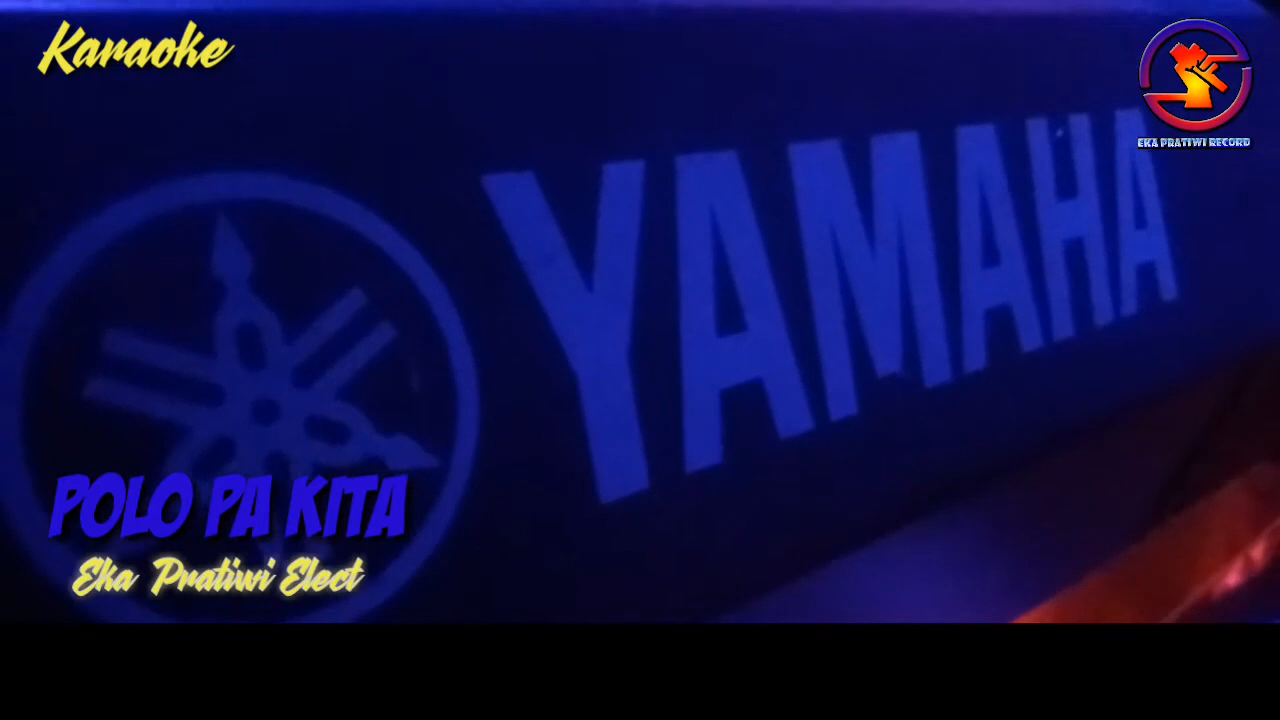 Karaoke
EKA PRATIWI RECORD
YAMAHA
POLO PA KITA
Eka Pratiwi Elect